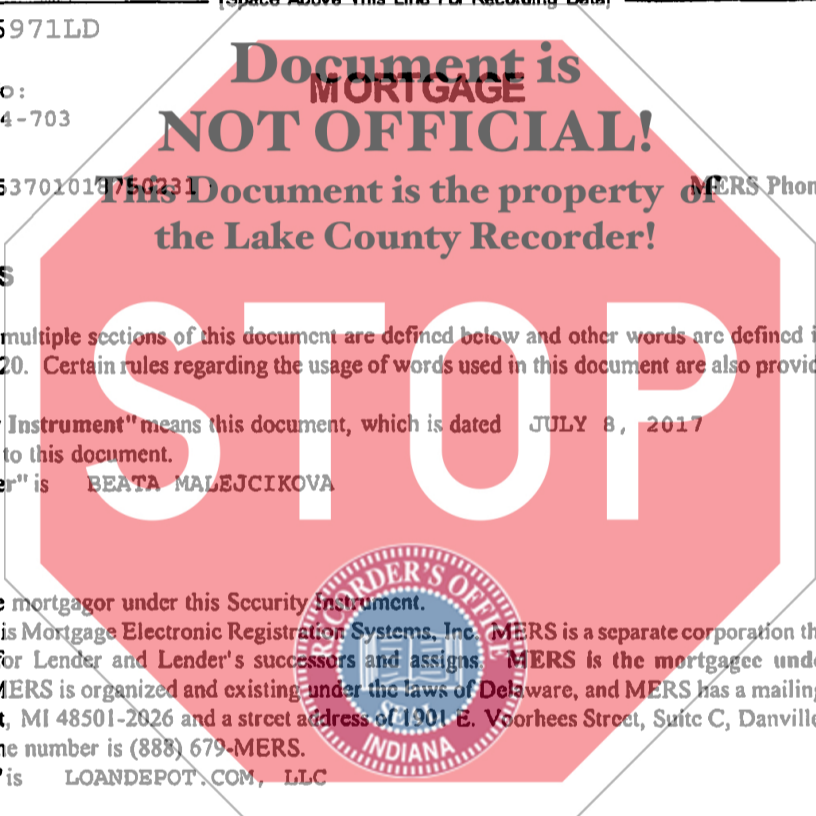 [Space Above This Line For Recording Data]
5971LD
Document is
MORTGAGE
o:
4-703
NOT OFFICIAL!
This Document is the property of
MERS Phon
the Lake County Recorder!
S
STOP
multiple sections of this document are defined below and other words are defined i
20. Certain rules regarding the usage of words used in this document are also provid
Instrument" means this document, which is dated JULY 8, 2017
to this document.
er" is BEATA MALEJCIKOVA
e mortgagor under this Security Instrument.
is Mortgage Electronic Registration Systems, Inc. MERS is a separate corporation th
or Lender and Lender's successors and assigns. MERS is the mortgagee unde
MERS is organized and existing under the laws of Delaware, and MERS has a mailing
t, MI 48501-2026 and a street address of 1901 E. Voorhees Street, Suite C, Danville
e number is (888) 679-MERS.
" is LOANDEPOT.COM, LLC
RECORDER'S OFFICE
SEAL
INDIANA